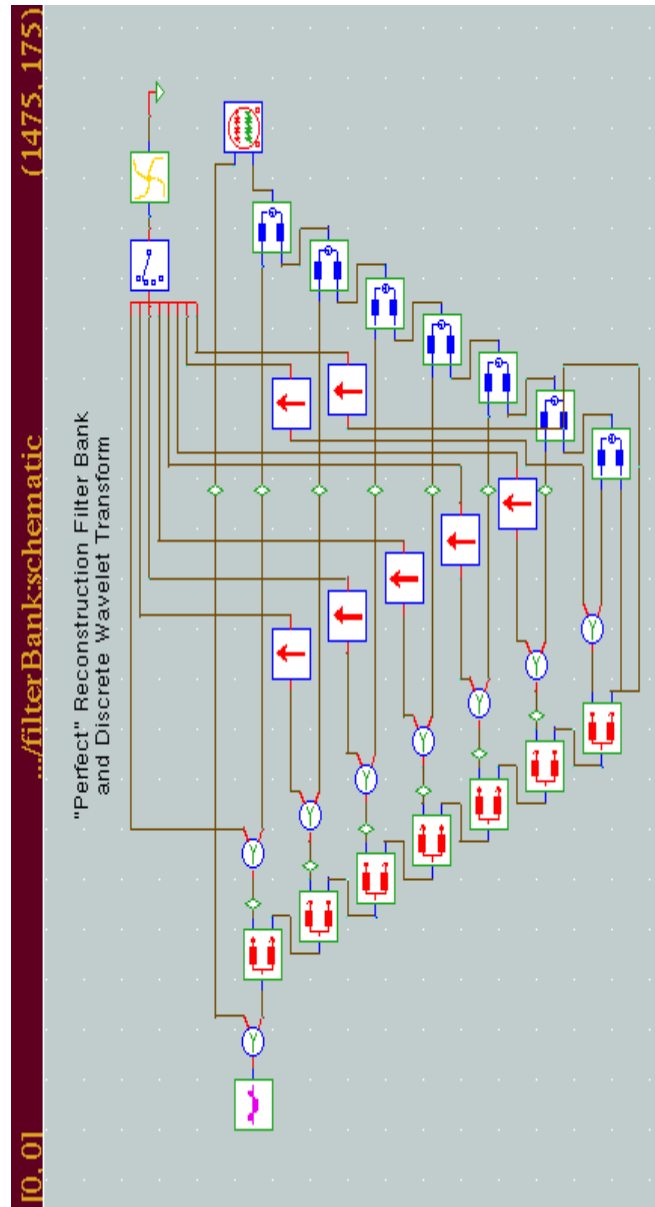 [0, 0] .../filterBank:schematic (1475, 175)
"Perfect" Reconstruction Filter Bank
and Discrete Wavelet Transform
Y
Y
Y
Y
Y
Y
Y
Y